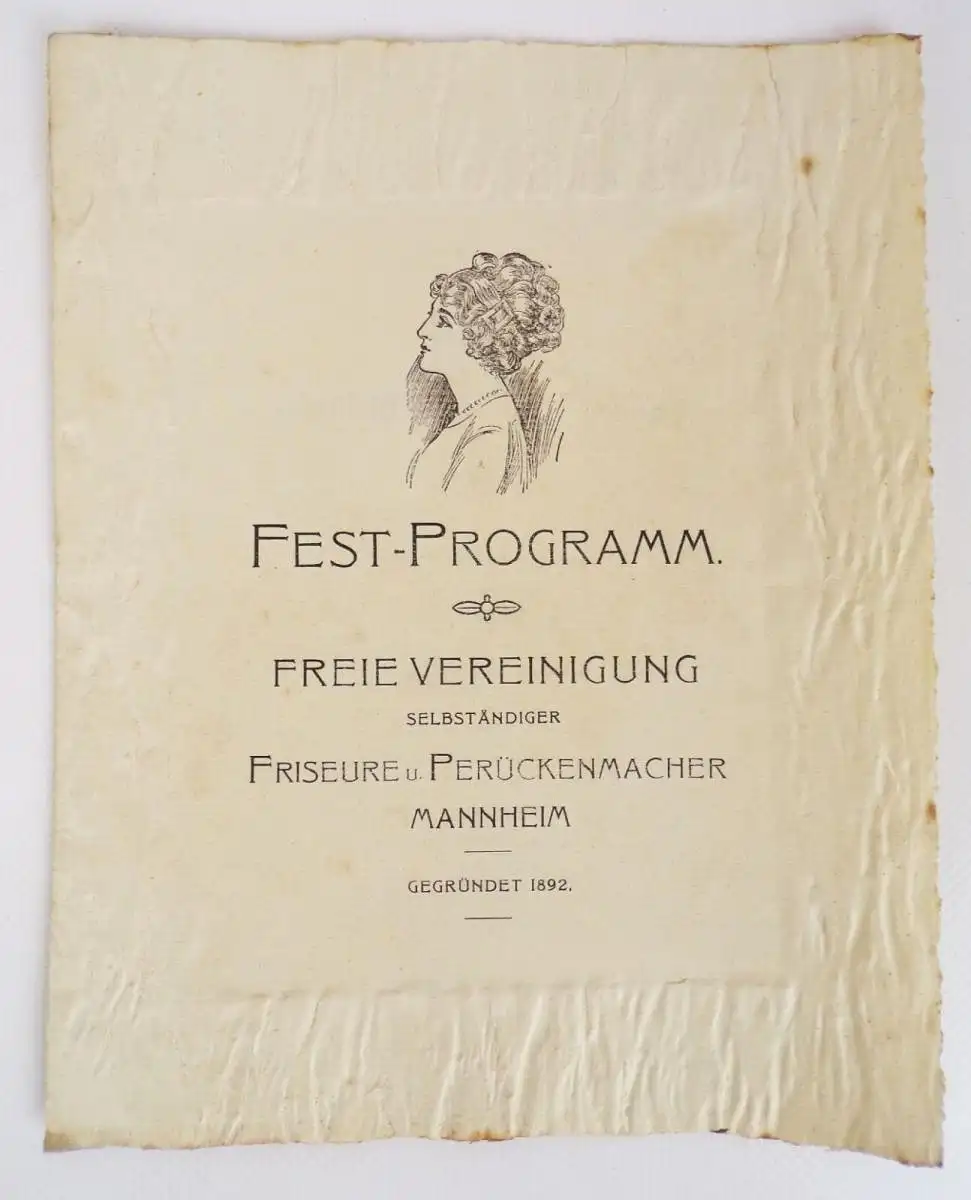 FEST-PROGRAMM.
FREIE VEREINIGUNG
SELBSTÄNDIGER
FRISEURE u. PERÜCKENMACHER
MANNHEIM
GEGRÜNDET 1892.